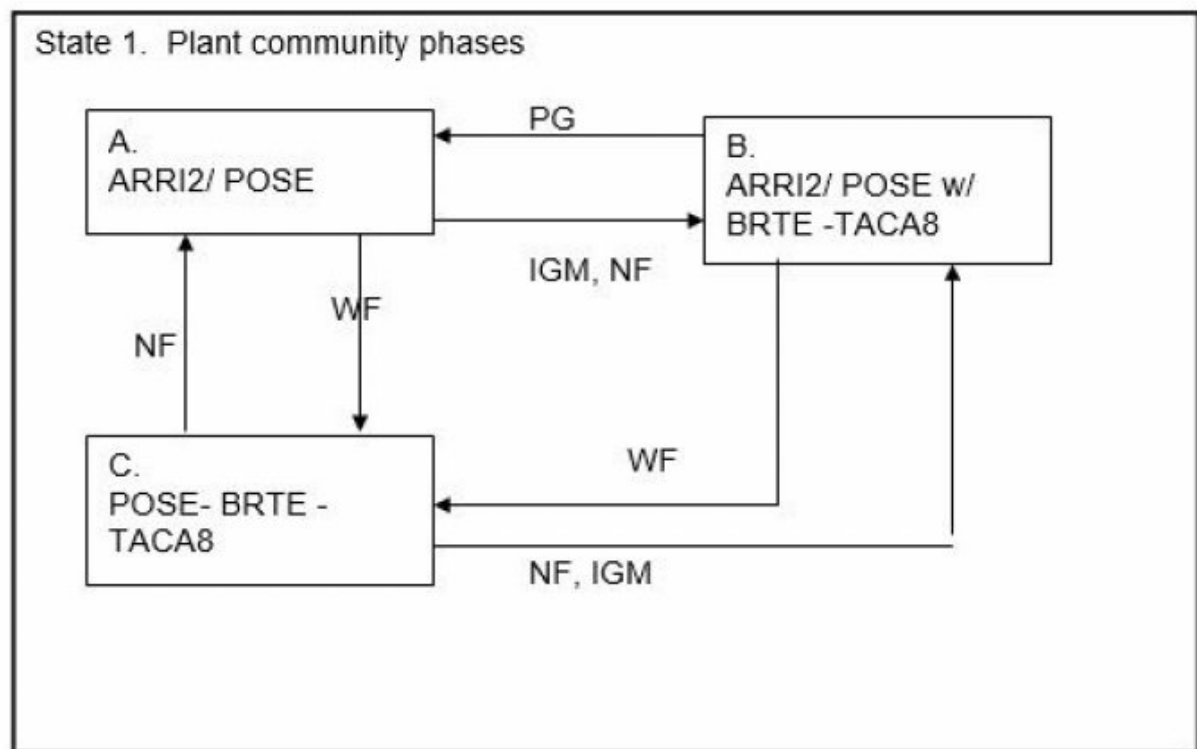 State 1.  Plant community phases
PG
A.
ARRI2/ POSE
B.
ARRI2/ POSE w/
BRTE -TACA8
IGM, NF
WF
NF
C.
POSE- BRTE -
TACA8
WF
NF, IGM